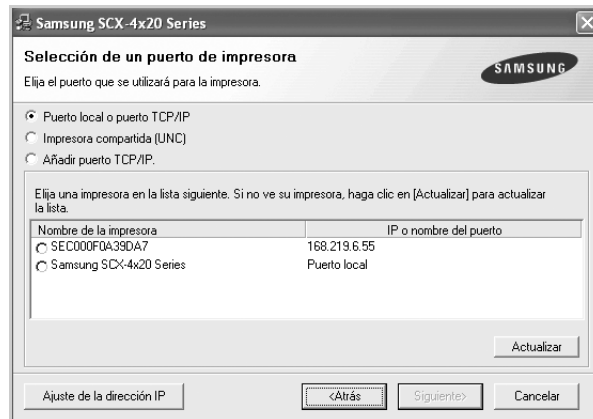 Samsung SCX-4x20 Series
Selección de un puerto de impresora
Elija el puerto que se utilizará para la impresora.
SAMSUNG
Puerto local o puerto TCP/IP
Impresora compartida (UNC)
Añadir puerto TCP/IP.
Elija una impresora en la lista siguiente. Si no ve su impresora, haga clic en [Actualizar] para actualizar
la lista.
Nombre de la impresora IP o nombre del puerto
SEC000F0A39DA7 168.219.6.55
Samsung SCX-4x20 Series Puerto local
Actualizar
Ajuste de la dirección IP <Atrás Siguiente> Cancelar